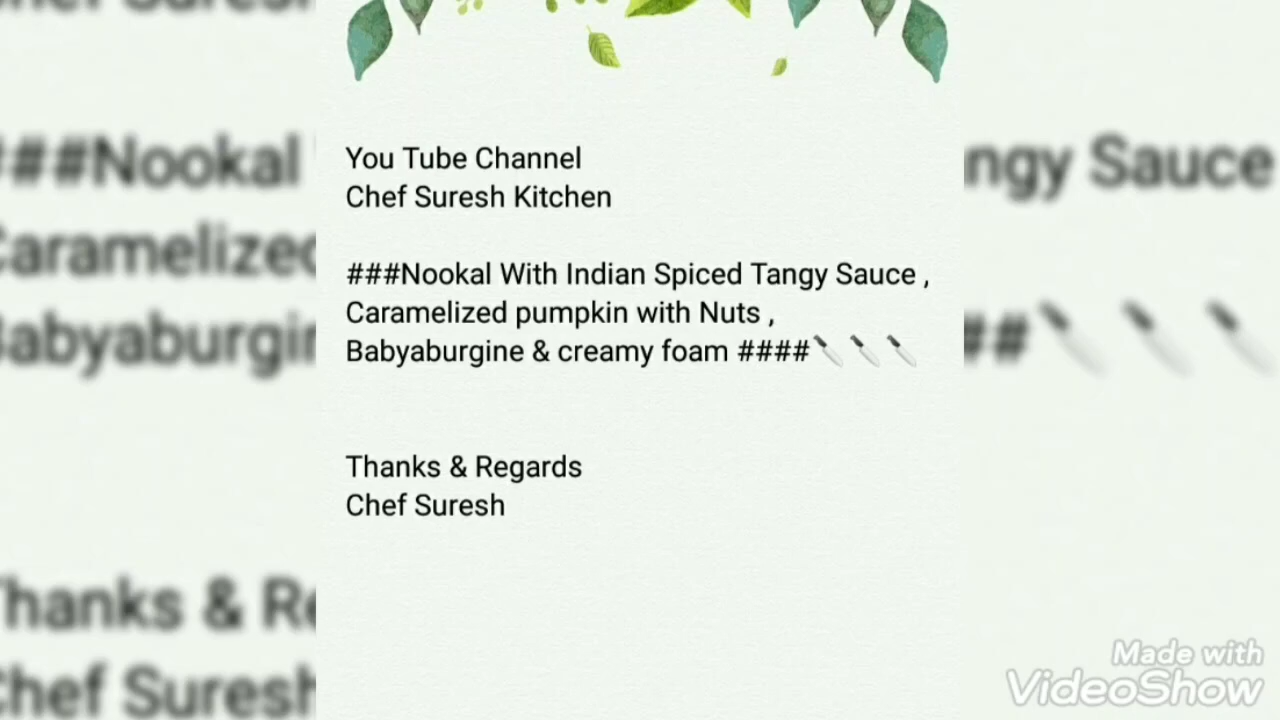 You Tube Channel
Chef Suresh Kitchen
###Nookal With Indian Spiced Tangy Sauce ,
Caramelized pumpkin with Nuts ,
Babyaburgine & creamy foam ####🔪🔪🔪
Thanks & Regards
Chef Suresh
Made with
VideoShow